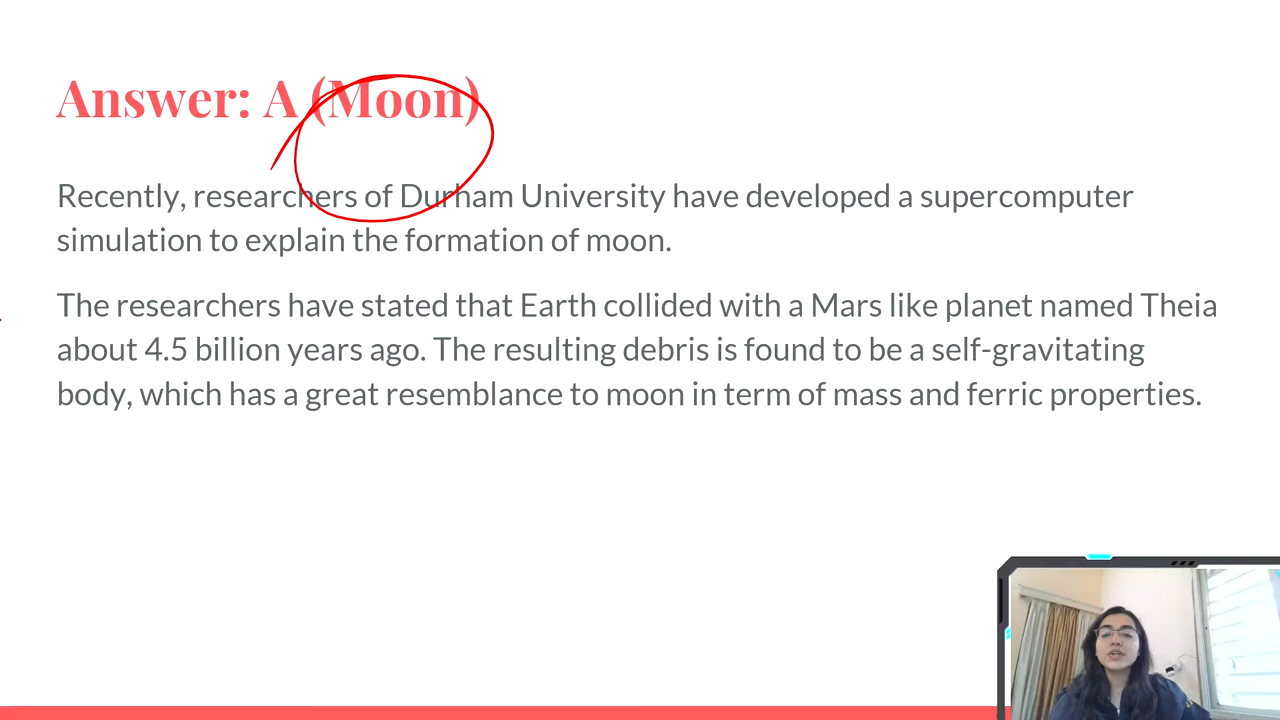 Answer: A (Moon)
Recently, researchers of Durham University have developed a supercomputer
simulation to explain the formation of moon.
The researchers have stated that Earth collided with a Mars like planet named Theia
about 4.5 billion years ago. The resulting debris is found to be a self-gravitating
body, which has a great resemblance to moon in term of mass and ferric properties.